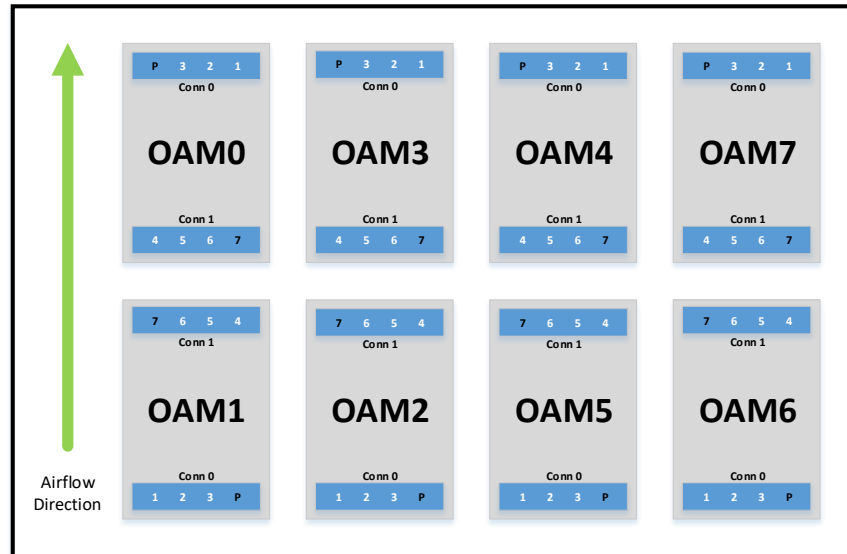 P 3 2 1 P 3 2 1 P 3 2 1 P 3 2 1
Conn 0 Conn 0 Conn 0 Conn 0
OAM0 OAM3 OAM4 OAM7
Conn 1 Conn 1 Conn 1 Conn 1
4 5 6 7 4 5 6 7 4 5 6 7 4 5 6 7
7 6 5 4 7 6 5 4 7 6 5 4 7 6 5 4
Conn 1 Conn 1 Conn 1 Conn 1
OAM1 OAM2 OAM5 OAM6
Conn 0 Conn 0 Conn 0 Conn 0
1 2 3 P 1 2 3 P 1 2 3 P 1 2 3 P
Airflow
Direction